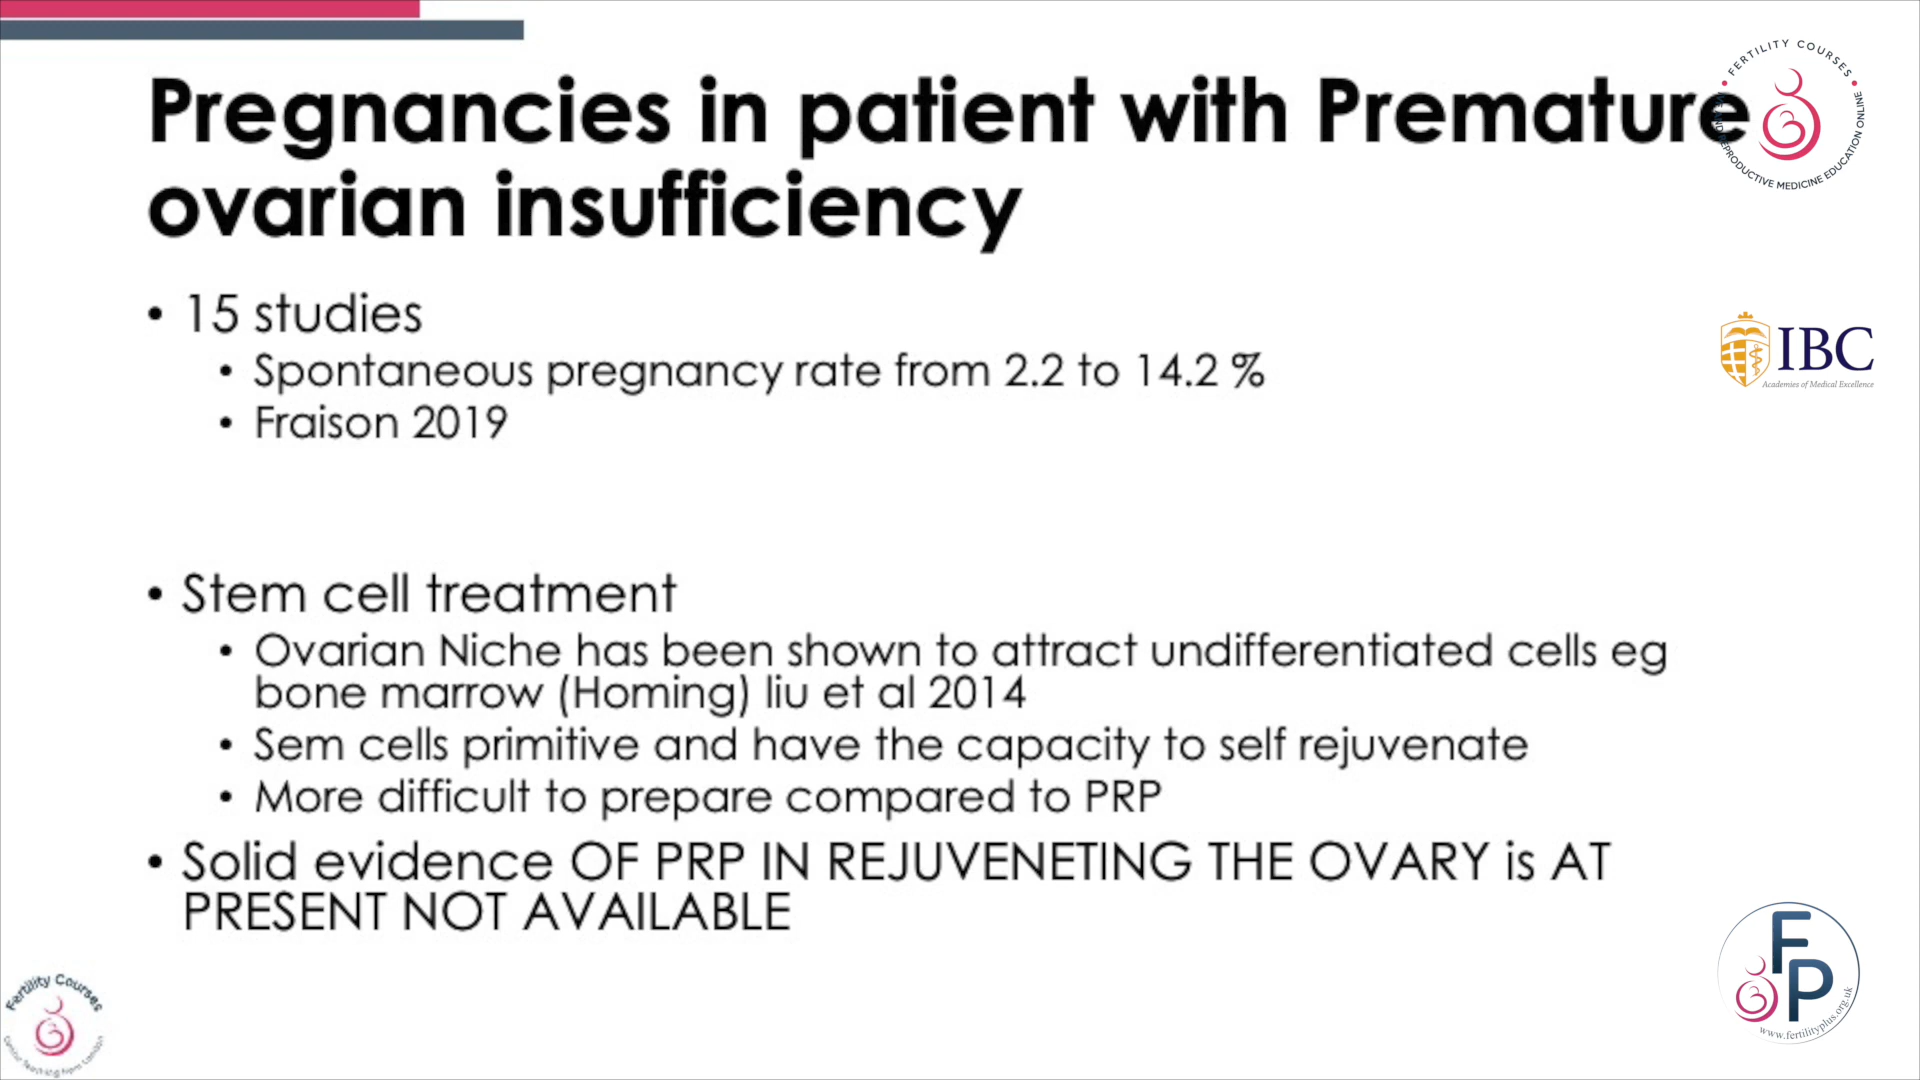 Pregnancies in patient with Premature
ovarian insufficiency
• 15 studies
• Spontaneous pregnancy rate from 2.2 to 14.2 %
• Fraison 2019
• Stem cell treatment
• Ovarian Niche has been shown to attract undifferentiated cells eg
bone marrow (Homing) liu et al 2014
• Sem cells primitive and have the capacity to self rejuvenate
• More difficult to prepare compared to PRP
• Solid evidence OF PRP IN REJUVENETING THE OVARY is AT
PRESENT NOT AVAILABLE
FERTILITY COURSES
REPRODUCTIVE MEDICINE EDUCATION ONLINE
IBC
Academies of Medical Excellence
FP
www.fertilityplus.org.uk
Fertility Courses